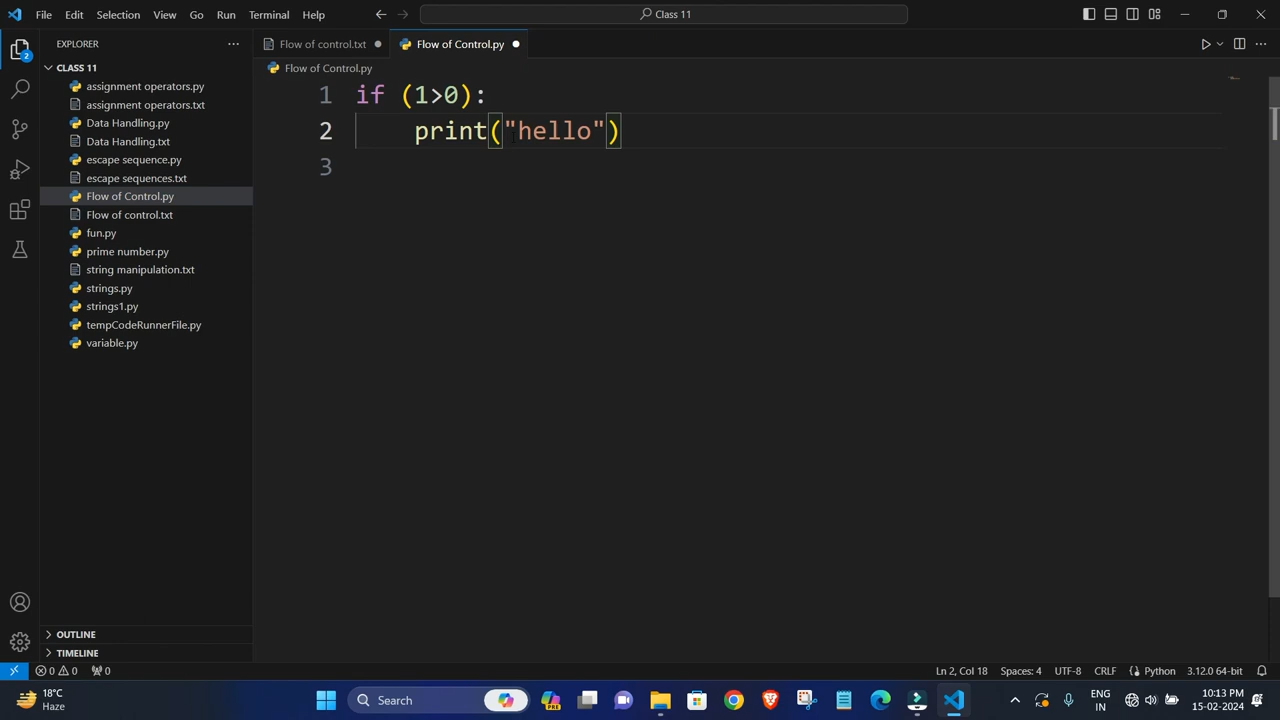 File Edit Selection View Go Run Terminal Help
Class 11
EXPLORER
Flow of control.txt
Flow of Control.py
CLASS 11
Flow of Control.py
assignment operators.py
assignment operators.txt
Data Handling.py
Data Handling.txt
escape sequence.py
escape sequences.txt
Flow of Control.py
Flow of control.txt
fun.py
prime number.py
string manipulation.txt
strings.py
strings1.py
tempCodeRunnerFile.py
variable.py
1 if (1>0):
2 print("hello")
3
2
OUTLINE
TIMELINE
0 0 0
Ln 2, Col 18 Spaces: 4 UTF-8 CRLF Python 3.12.0 64-bit
18°C
Haze
Search
PRE
ENG
IN
10:13 PM
15-02-2024